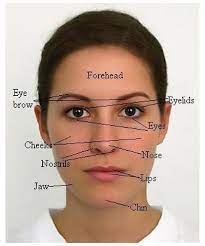 Forehead
Eye
brow
Eyelids
Eyes
Cheeks
Nose
Nostrils
Lips
Jaw
Chin